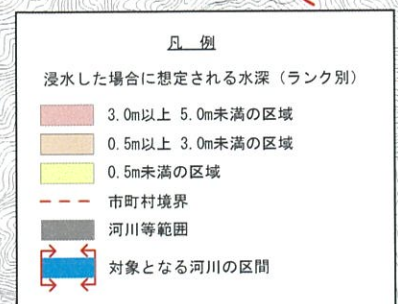 凡 例
浸水した場合に想定される水深（ランク別）
3.0m以上 5.0m未満の区域
0.5m以上 3.0m未満の区域
0.5m未満の区域
市町村境界
河川等範囲
対象となる河川の区間